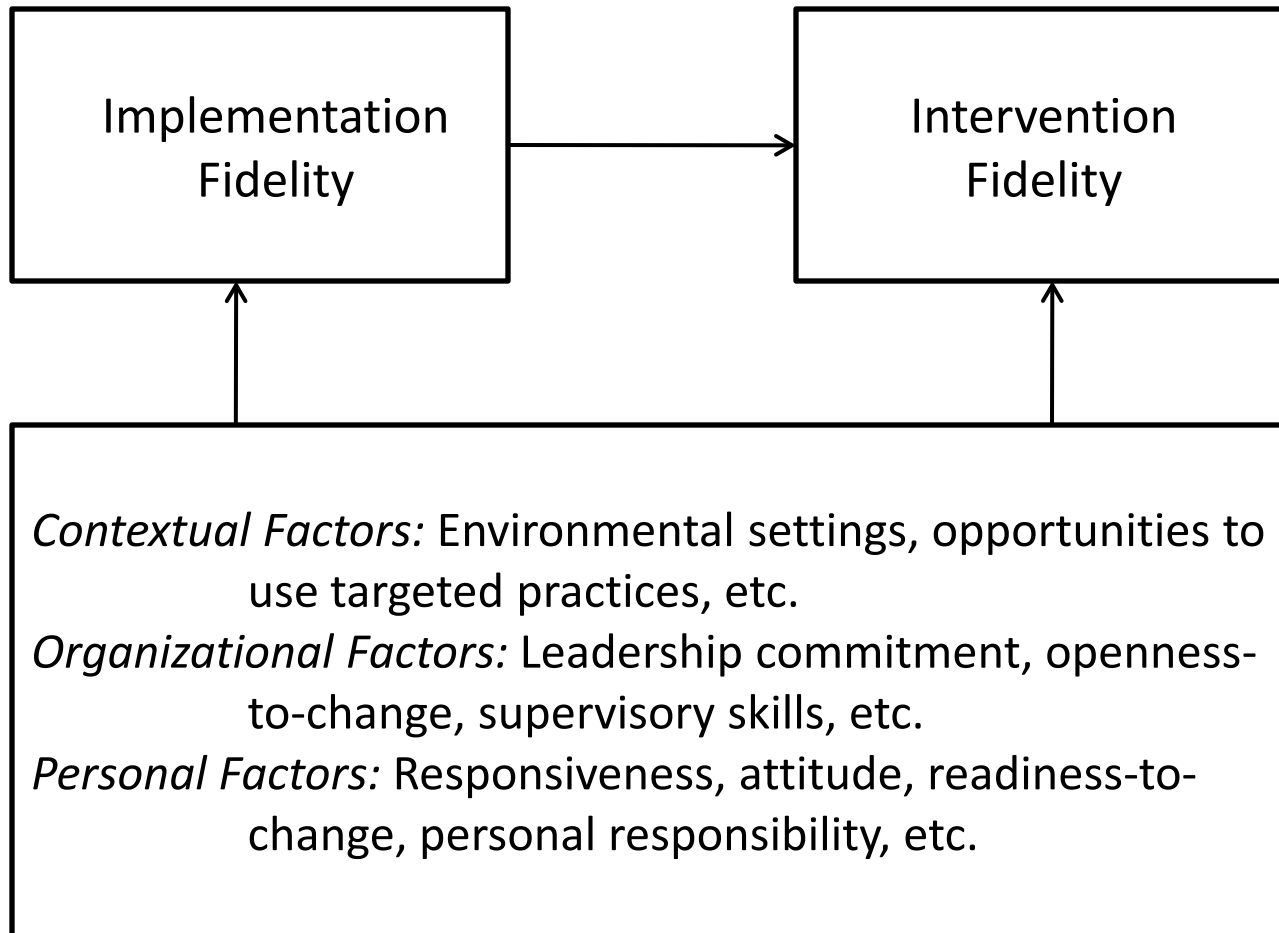 Implementation
Fidelity
Intervention
Fidelity
Contextual Factors: Environmental settings, opportunities to
use targeted practices, etc.
Organizational Factors: Leadership commitment, openness-
to-change, supervisory skills, etc.
Personal Factors: Responsiveness, attitude, readiness-to-
change, personal responsibility, etc.